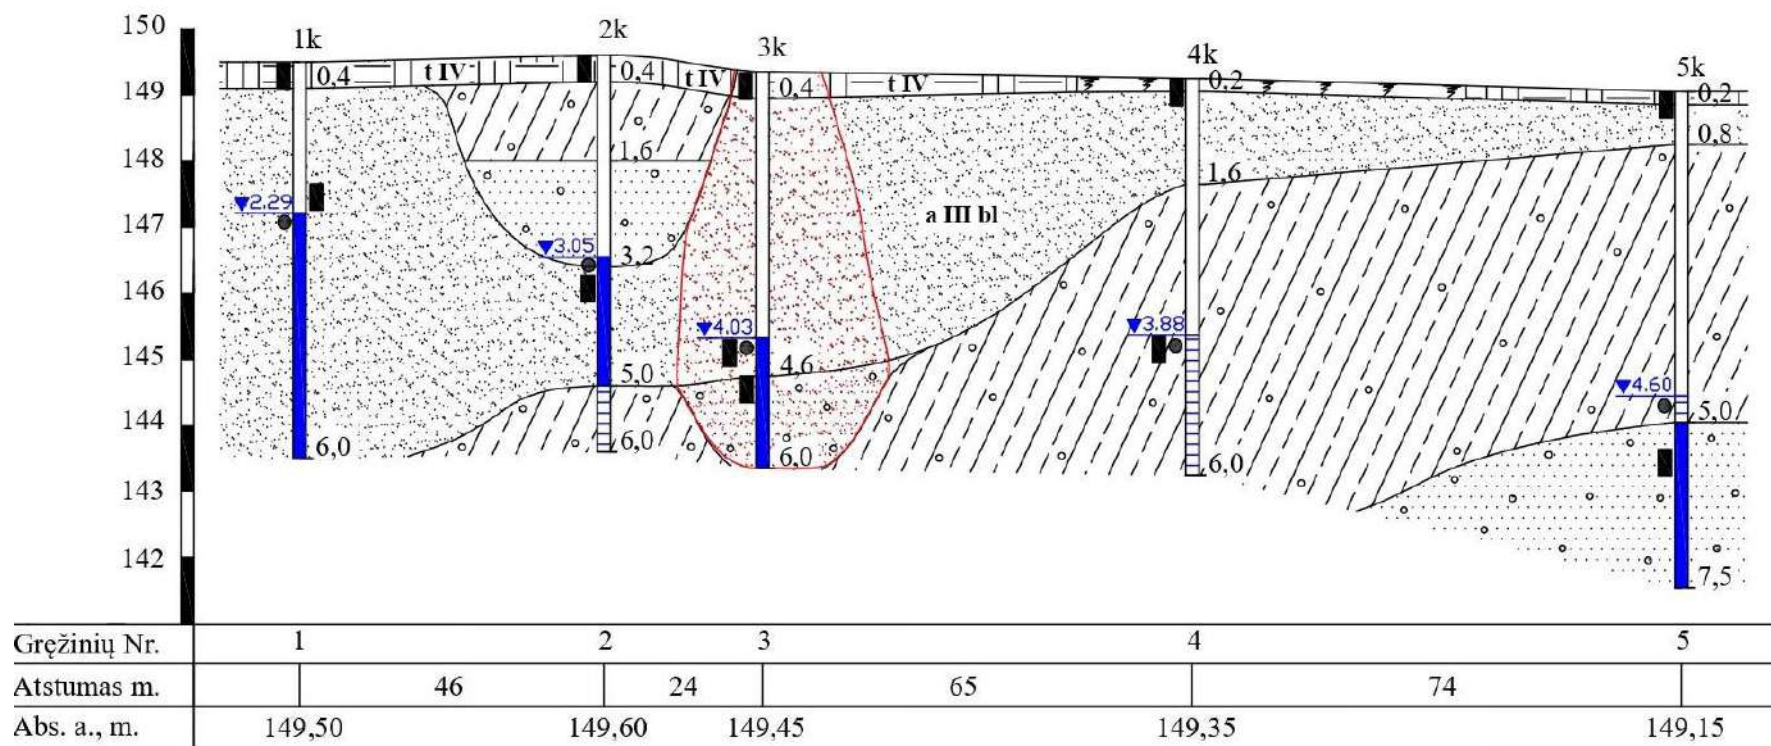 150
1k
2k
3k
4k
5k
0,4
t IV
0,4
t IV
0,4
t IV
0,2
0,2
149
0,8
148
1,6
1,6
2.29
147
a III bl
3.05
3,2
146
4.03
3.88
145
4,6
5,0
4.60
5,0
144
6,0
6,0
6,0
6,0
143
142
7,5
Gręžinių Nr. 1 2 3 4 5
Atstumas m. 46 24 65 74
Abs. a., m. 149,50 149,60 149,45 149,35 149,15